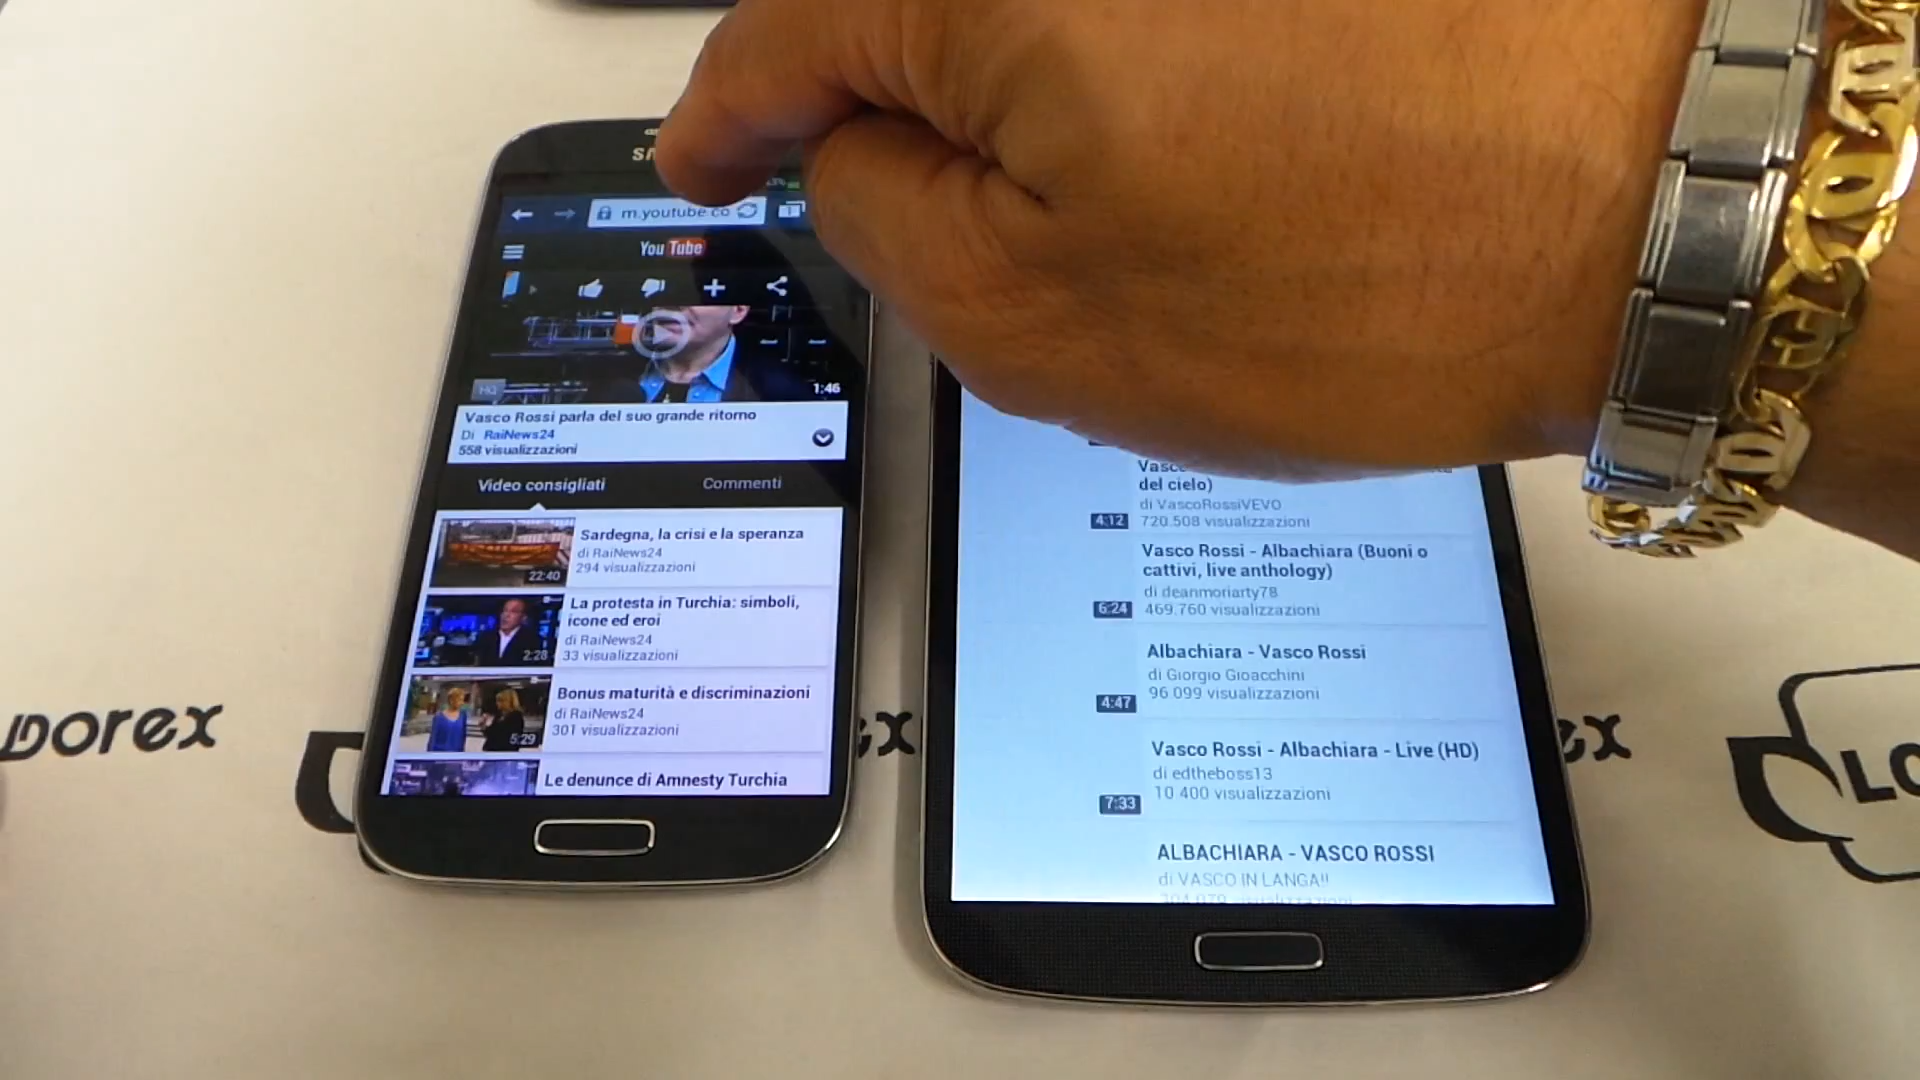 m.youtube.co
You Tube
HQ
1:46
Vasco Rossi parla del suo grande ritorno
Di RaiNews24
558 visualizzazioni
Video consigliati
Commenti
Sardegna, la crisi e la speranza
di RaiNews24
294 visualizzazioni
22:40
La protesta in Turchia: simboli,
icone ed eroi
di RaiNews24
33 visualizzazioni
2:28
Bonus maturità e discriminazioni
di RaiNews24
301 visualizzazioni
5:29
Le denunce di Amnesty Turchia
del cielo)
di VascoRossiVEVO
4:12
720.508 visualizzazioni
Vasco Rossi - Albachiara (Buoni o
cattivi, live anthology)
di deanmoriarty78
6:24
469.760 visualizzazioni
Albachiara - Vasco Rossi
di Giorgio Gioacchini
96.099 visualizzazioni
4:47
Vasco Rossi - Albachiara - Live (HD)
di edtheboss13
10.400 visualizzazioni
7:33
ALBACHIARA - VASCO ROSSI
di VASCO IN LANGA!!
Dorex
ex
ex
LO